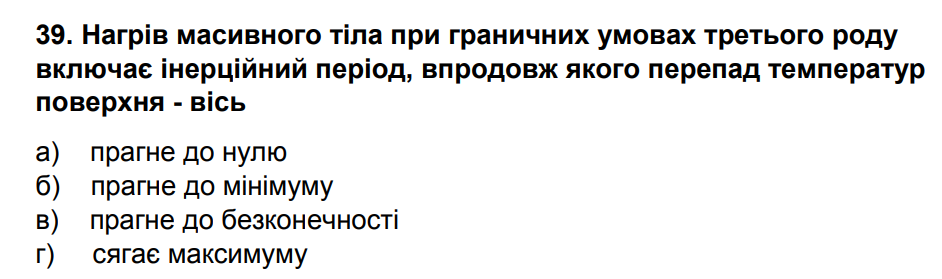 39. Нагрів масивного тіла при граничних умовах третього роду
включає інерційний період, впродовж якого перепад температур
поверхня - вісь
а) прагне до нулю
б) прагне до мінімуму
в) прагне до безконечності
г) сягає максимуму